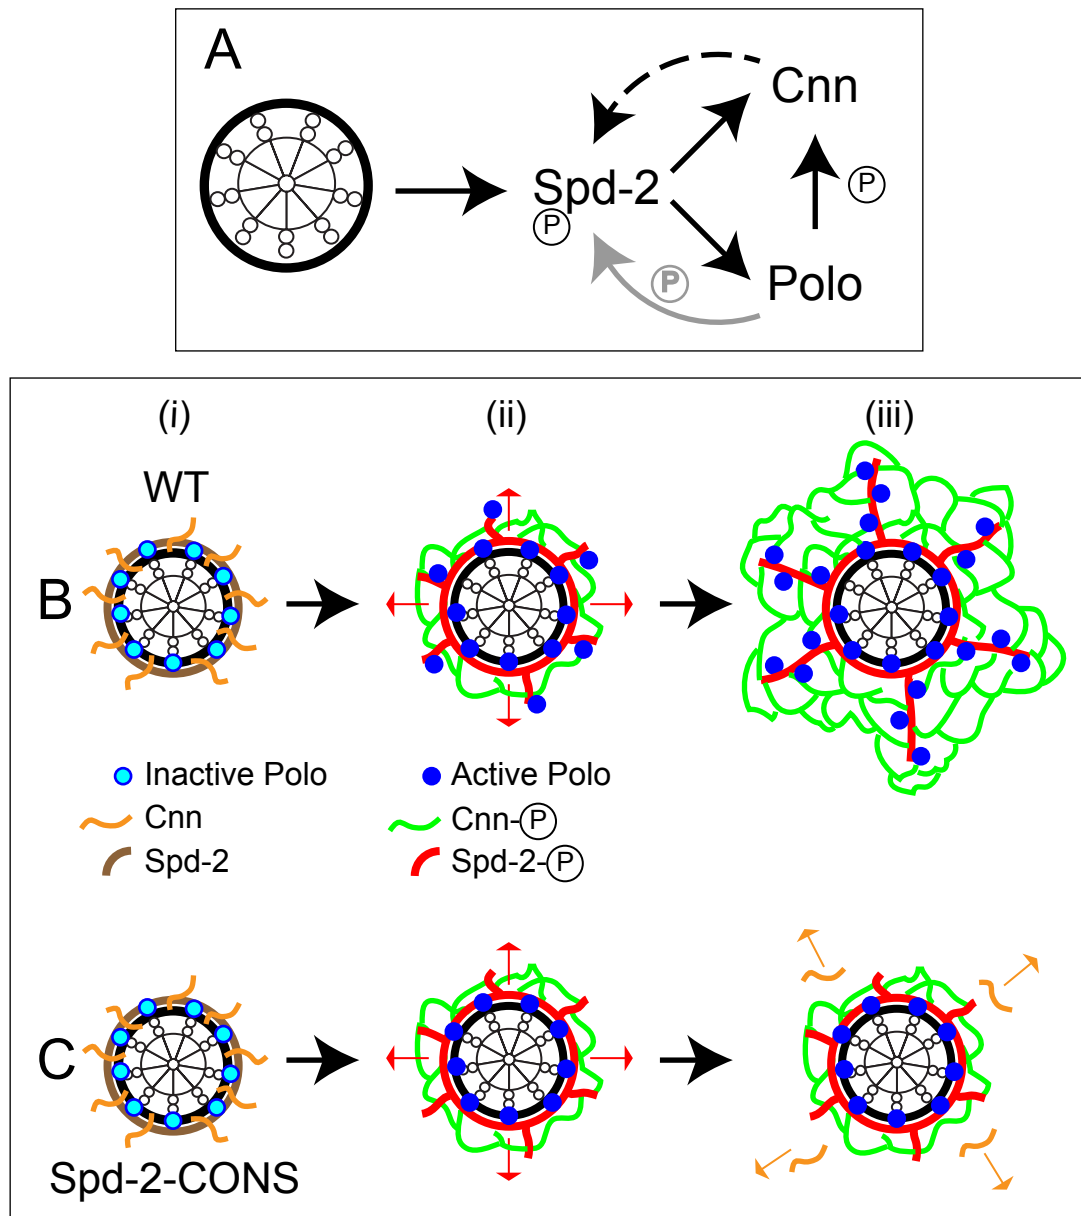 A
Cnn
Spd-2
P
P
P
Polo
(i)
(ii)
(iii)
WT
B
Inactive Polo
Active Polo
Cnn
Cnn-P
Spd-2
Spd-2-P
C
Spd-2-CONS